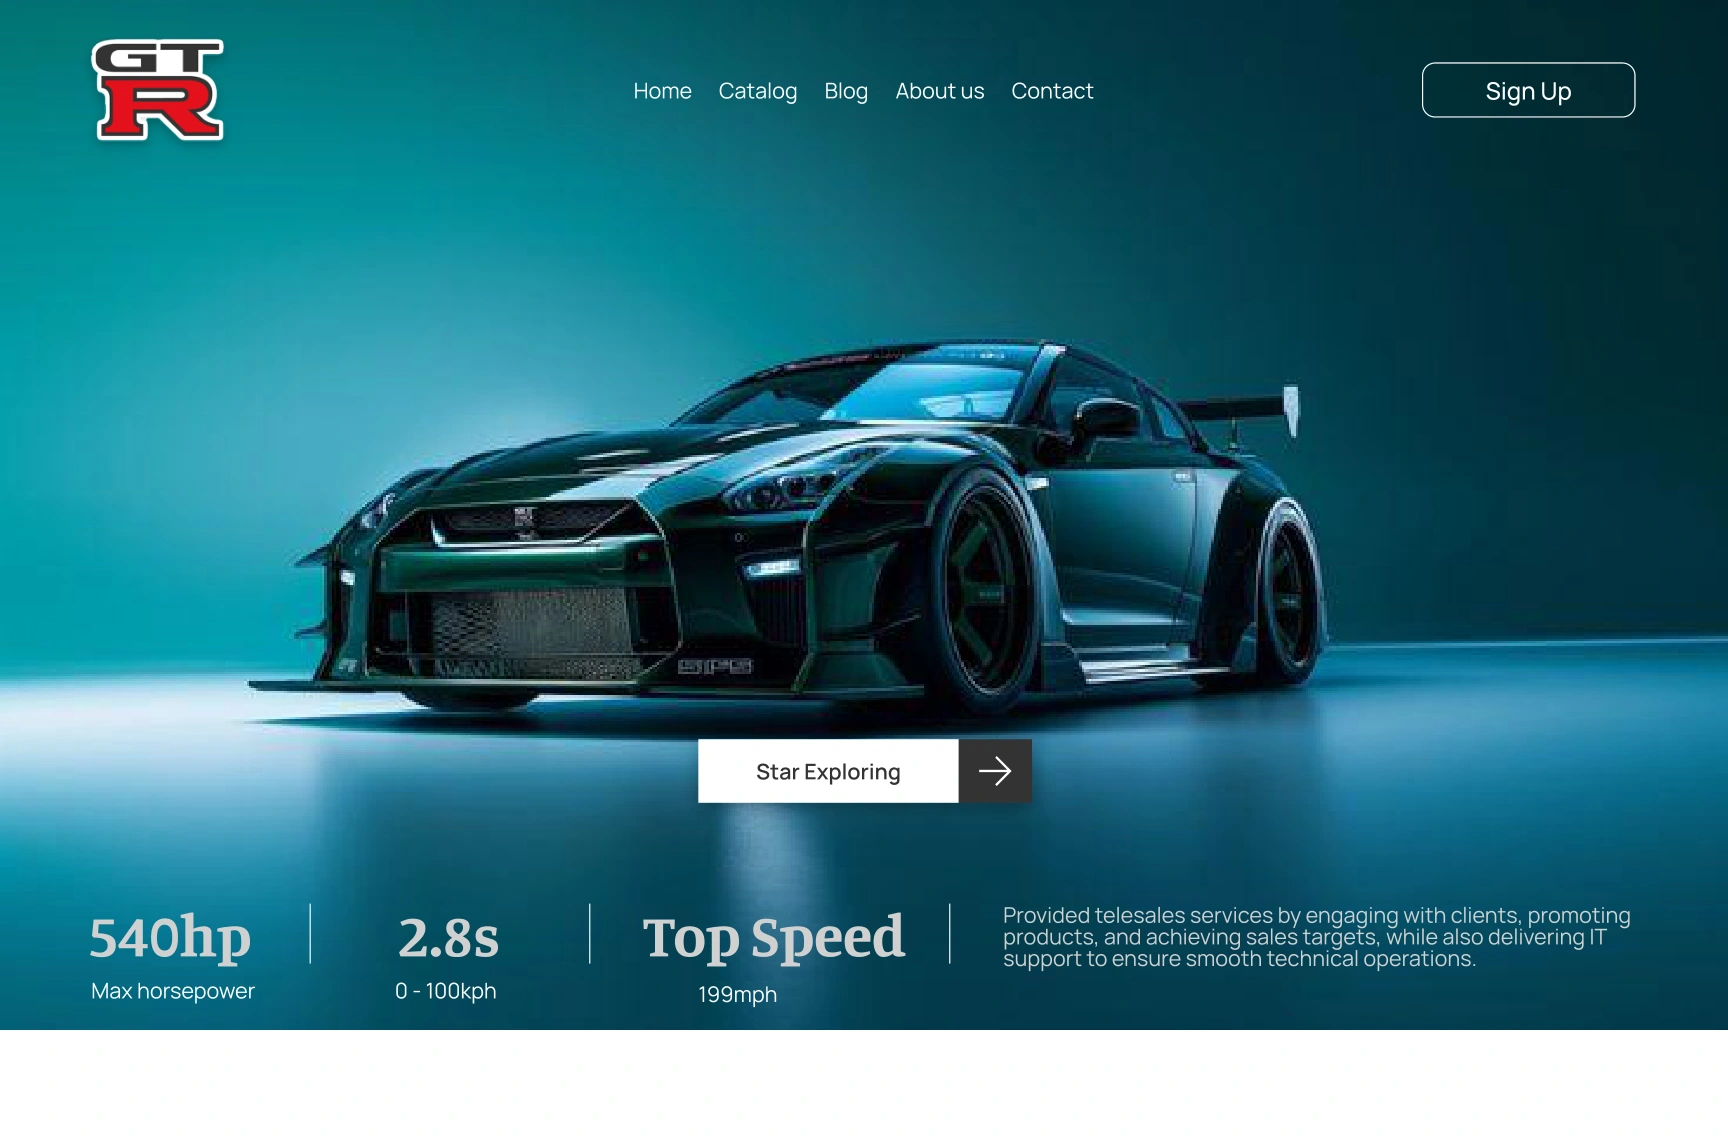 GT
R
Home Catalog Blog About us Contact
Sign Up
GT
R
Star Exploring
540hp
Max horsepower
2.8s
0 - 100kph
Top Speed
199mph
Provided telesales services by engaging with clients, promoting
products, and achieving sales targets, while also delivering IT
support to ensure smooth technical operations.